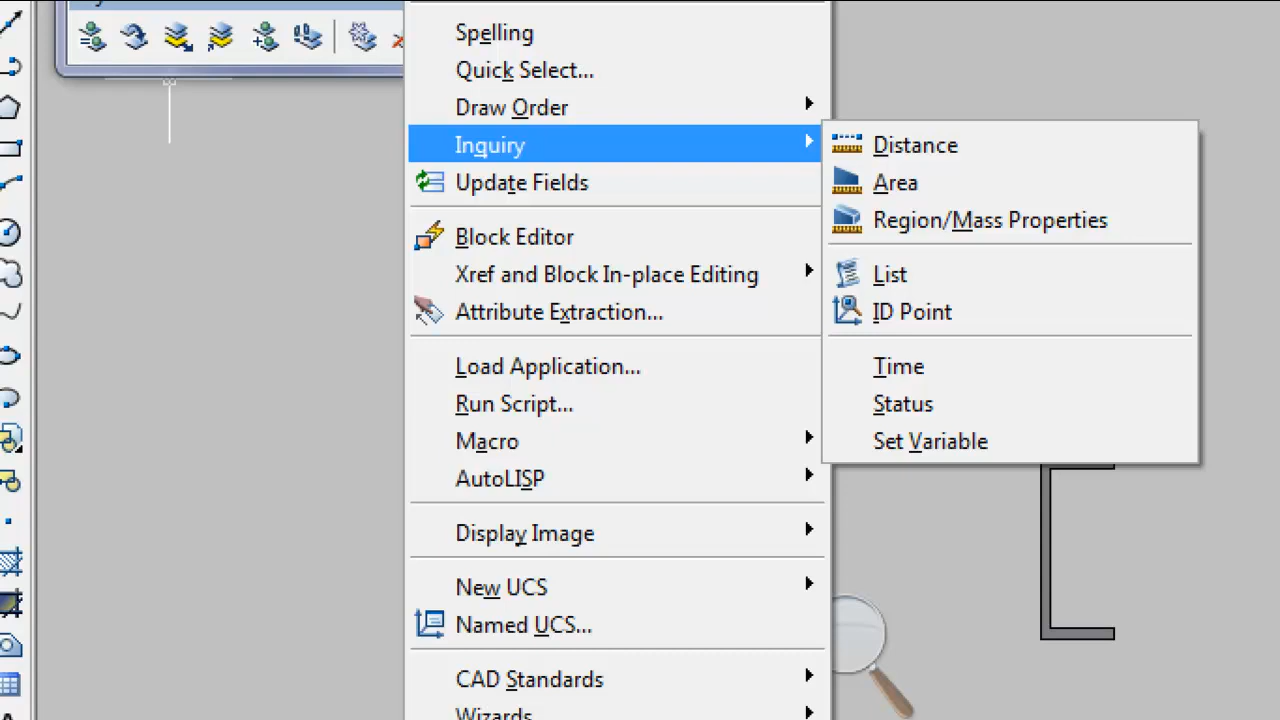 Spelling
Quick Select...
Draw Order
Inquiry
Update Fields
Block Editor
Xref and Block In-place Editing
Attribute Extraction...
Load Application...
Run Script...
Macro
AutoLISP
Display Image
New UCS
Named UCS...
CAD Standards
Wizards
Distance
Area
Region/Mass Properties
List
ID Point
Time
Status
Set Variable